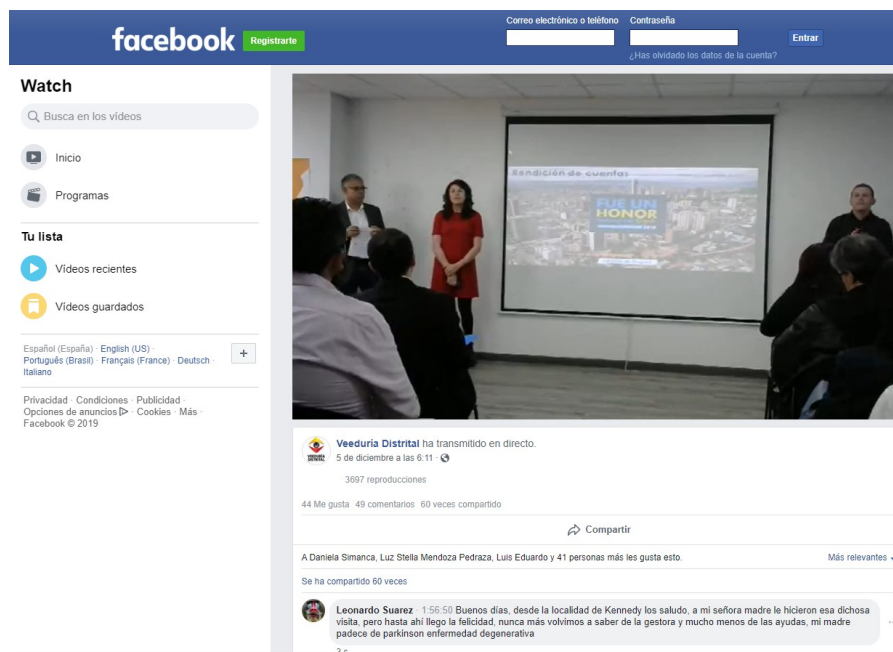 Correo electrónico o teléfono
Contraseña
facebook
Registrarte
Entrar
¿Has olvidado los datos de la cuenta?
Watch
Busca en los vídeos
Inicio
Programas
Tu lista
Vídeos recientes
Vídeos guardados
Español (España) · English (US) ·
Português (Brasil) · Français (France) · Deutsch ·
Italiano
+
Privacidad · Condiciones · Publicidad ·
Opciones de anuncios · Cookies · Más ·
Facebook © 2019
Rendición de cuentas
FUE UN
HONOR
Veeduría Distrital ha transmitido en directo.
5 de diciembre a las 6:11 ·
3697 reproducciones
44 Me gusta 49 comentarios 60 veces compartido
Compartir
A Daniela Simanca, Luz Stella Mendoza Pedraza, Luis Eduardo y 41 personas más les gusta esto.
Más relevantes
Se ha compartido 60 veces
Leonardo Suarez · 1:56:50 Buenos días, desde la localidad de Kennedy los saludo, a mi señora madre le hicieron esa dichosa
visita, pero hasta ahí llego la felicidad, nunca más volvimos a saber de la gestora y mucho menos de las ayudas, mi madre
padece de parkinson enfermedad degenerativa